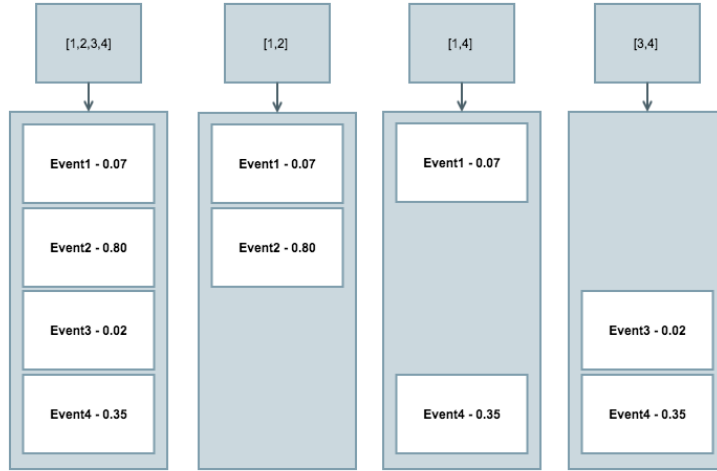 [1,2,3,4]
[1,2]
[1,4]
[3,4]
Event1 - 0.07
Event2 - 0.80
Event3 - 0.02
Event4 - 0.35
Event1 - 0.07
Event2 - 0.80
Event1 - 0.07
Event4 - 0.35
Event3 - 0.02
Event4 - 0.35